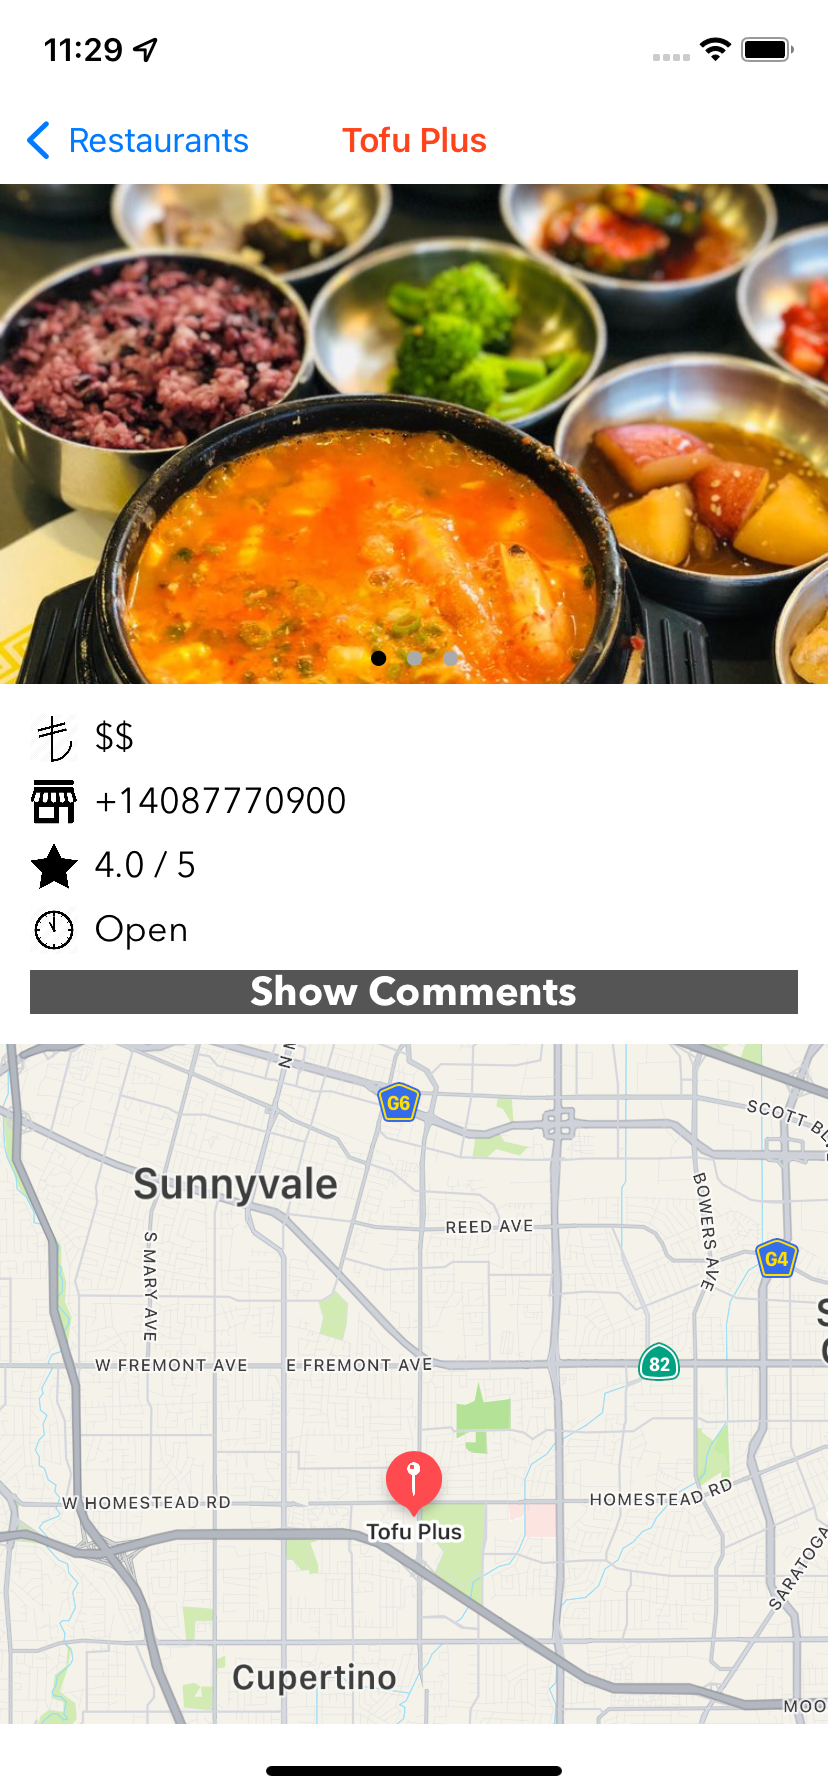 11:29
Restaurants
Tofu Plus
$$
+14087770900
4.0 / 5
Open
Show Comments
G6
SCOTT BL
Sunnyvale
REED AVE
BOWERS AVE
S MARY AVE
G4
W FREMONT AVE
E FREMONT AVE
82
W HOMESTEAD RD
HOMESTEAD RD
Tofu Plus
SARATOGA
Cupertino
MOO